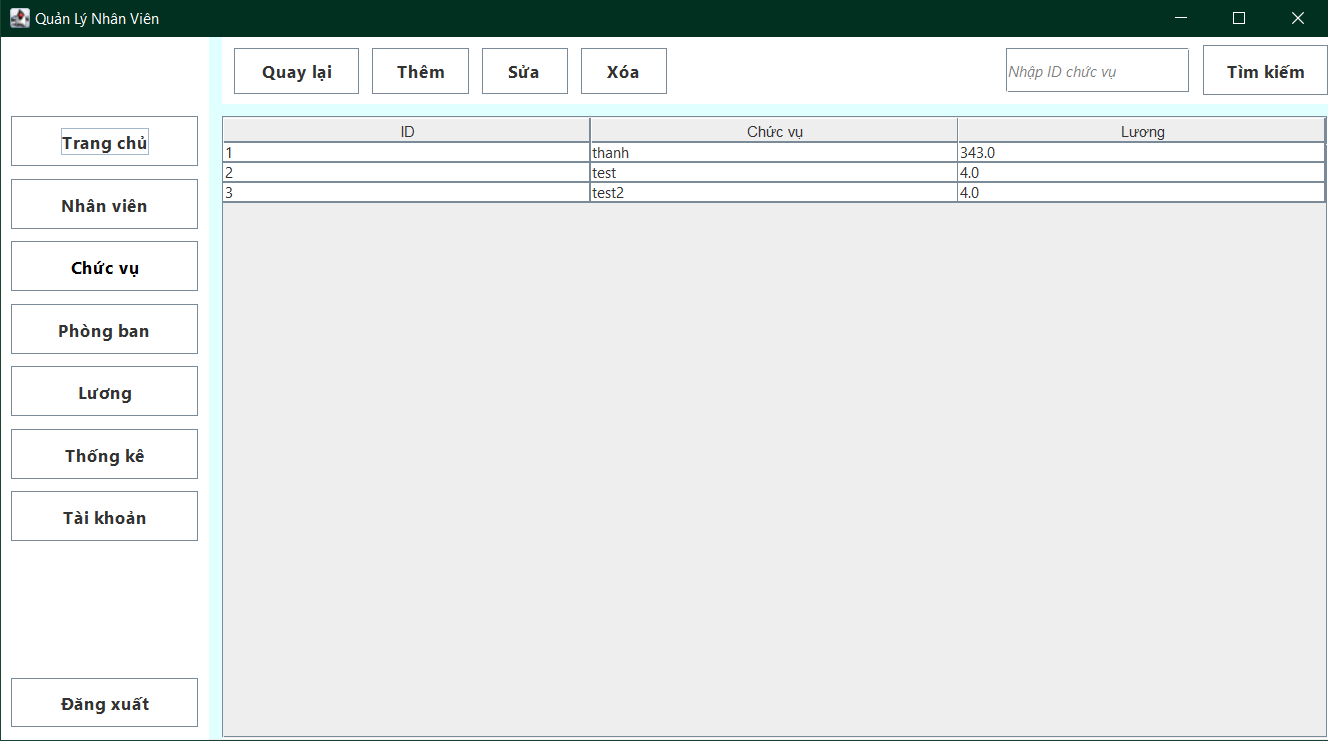 Quản Lý Nhân Viên
Quay lại Thêm Sửa Xóa Nhập ID chức vụ Tìm kiếm
Trang chủ
Nhân viên
Chức vụ
Phòng ban
Lương
Thống kê
Tài khoản
Đăng xuất
ID Chức vụ Lương
1 thanh 343.0
2 test 4.0
3 test2 4.0